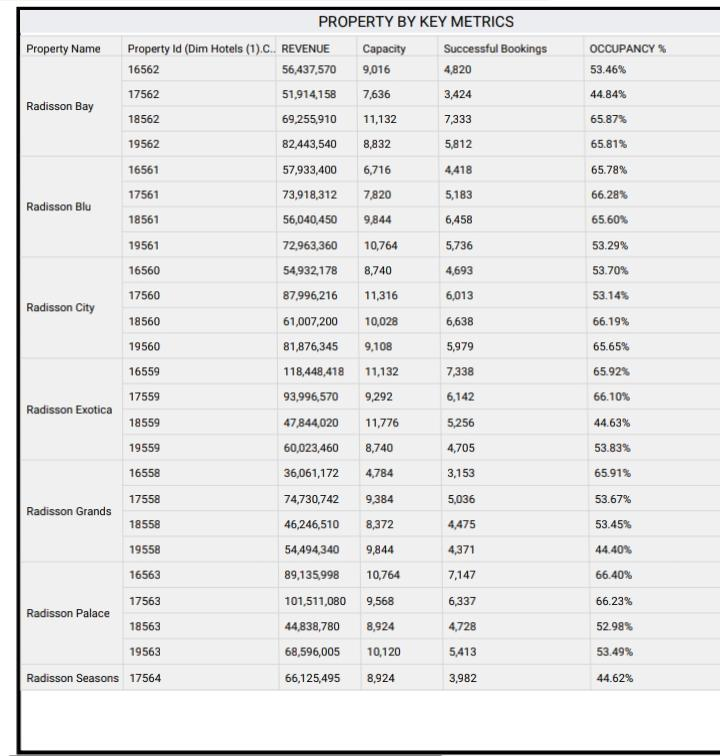 PROPERTY BY KEY METRICS
Property Name Property Id (Dim Hotels (1).C.. REVENUE Capacity Successful Bookings OCCUPANCY %
Radisson Bay 16562 56,437,570 9,016 4,820 53.46%
17562 51,914,158 7,636 3,424 44.84%
18562 69,255,910 11,132 7,333 65.87%
19562 82,443,540 8,832 5,812 65.81%
Radisson Blu 16561 57,933,400 6,716 4,418 65.78%
17561 73,918,312 7,820 5,183 66.28%
18561 56,040,450 9,844 6,458 65.60%
19561 72,963,360 10,764 5,736 53.29%
Radisson City 16560 54,932,178 8,740 4,693 53.70%
17560 87,996,216 11,316 6,013 53.14%
18560 61,007,200 10,028 6,638 66.19%
19560 81,876,345 9,108 5,979 65.65%
Radisson Exotica 16559 118,448,418 11,132 7,338 65.92%
17559 93,996,570 9,292 6,142 66.10%
18559 47,844,020 11,776 5,256 44.63%
19559 60,023,460 8,740 4,705 53.83%
Radisson Grands 16558 36,061,172 4,784 3,153 65.91%
17558 74,730,742 9,384 5,036 53.67%
18558 46,246,510 8,372 4,475 53.45%
19558 54,494,340 9,844 4,371 44.40%
Radisson Palace 16563 89,135,998 10,764 7,147 66.40%
17563 101,511,080 9,568 6,337 66.23%
18563 44,838,780 8,924 4,728 52.98%
19563 68,596,005 10,120 5,413 53.49%
Radisson Seasons 17564 66,125,495 8,924 3,982 44.62%